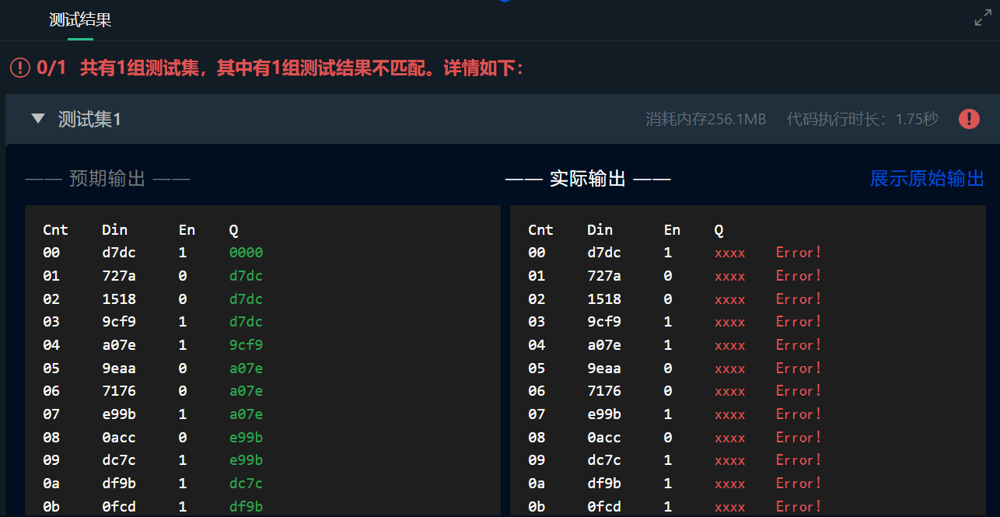 测试结果
0/1 共有1组测试集，其中有1组测试结果不匹配。详情如下：
测试集1 消耗内存256.1MB 代码执行时长：1.75秒
—— 预期输出 —— —— 实际输出 —— 展示原始输出
Cnt Din En Q Cnt Din En Q
00 d7dc 1 0000 00 d7dc 1 xxxx Error!
01 727a 0 d7dc 01 727a 0 xxxx Error!
02 1518 0 d7dc 02 1518 0 xxxx Error!
03 9cf9 1 d7dc 03 9cf9 1 xxxx Error!
04 a07e 1 9cf9 04 a07e 1 xxxx Error!
05 9eaa 0 a07e 05 9eaa 0 xxxx Error!
06 7176 0 a07e 06 7176 0 xxxx Error!
07 e99b 1 a07e 07 e99b 1 xxxx Error!
08 0acc 0 e99b 08 0acc 0 xxxx Error!
09 dc7c 1 e99b 09 dc7c 1 xxxx Error!
0a df9b 1 dc7c 0a df9b 1 xxxx Error!
0b 0fcd 1 df9b 0b 0fcd 1 xxxx Error!